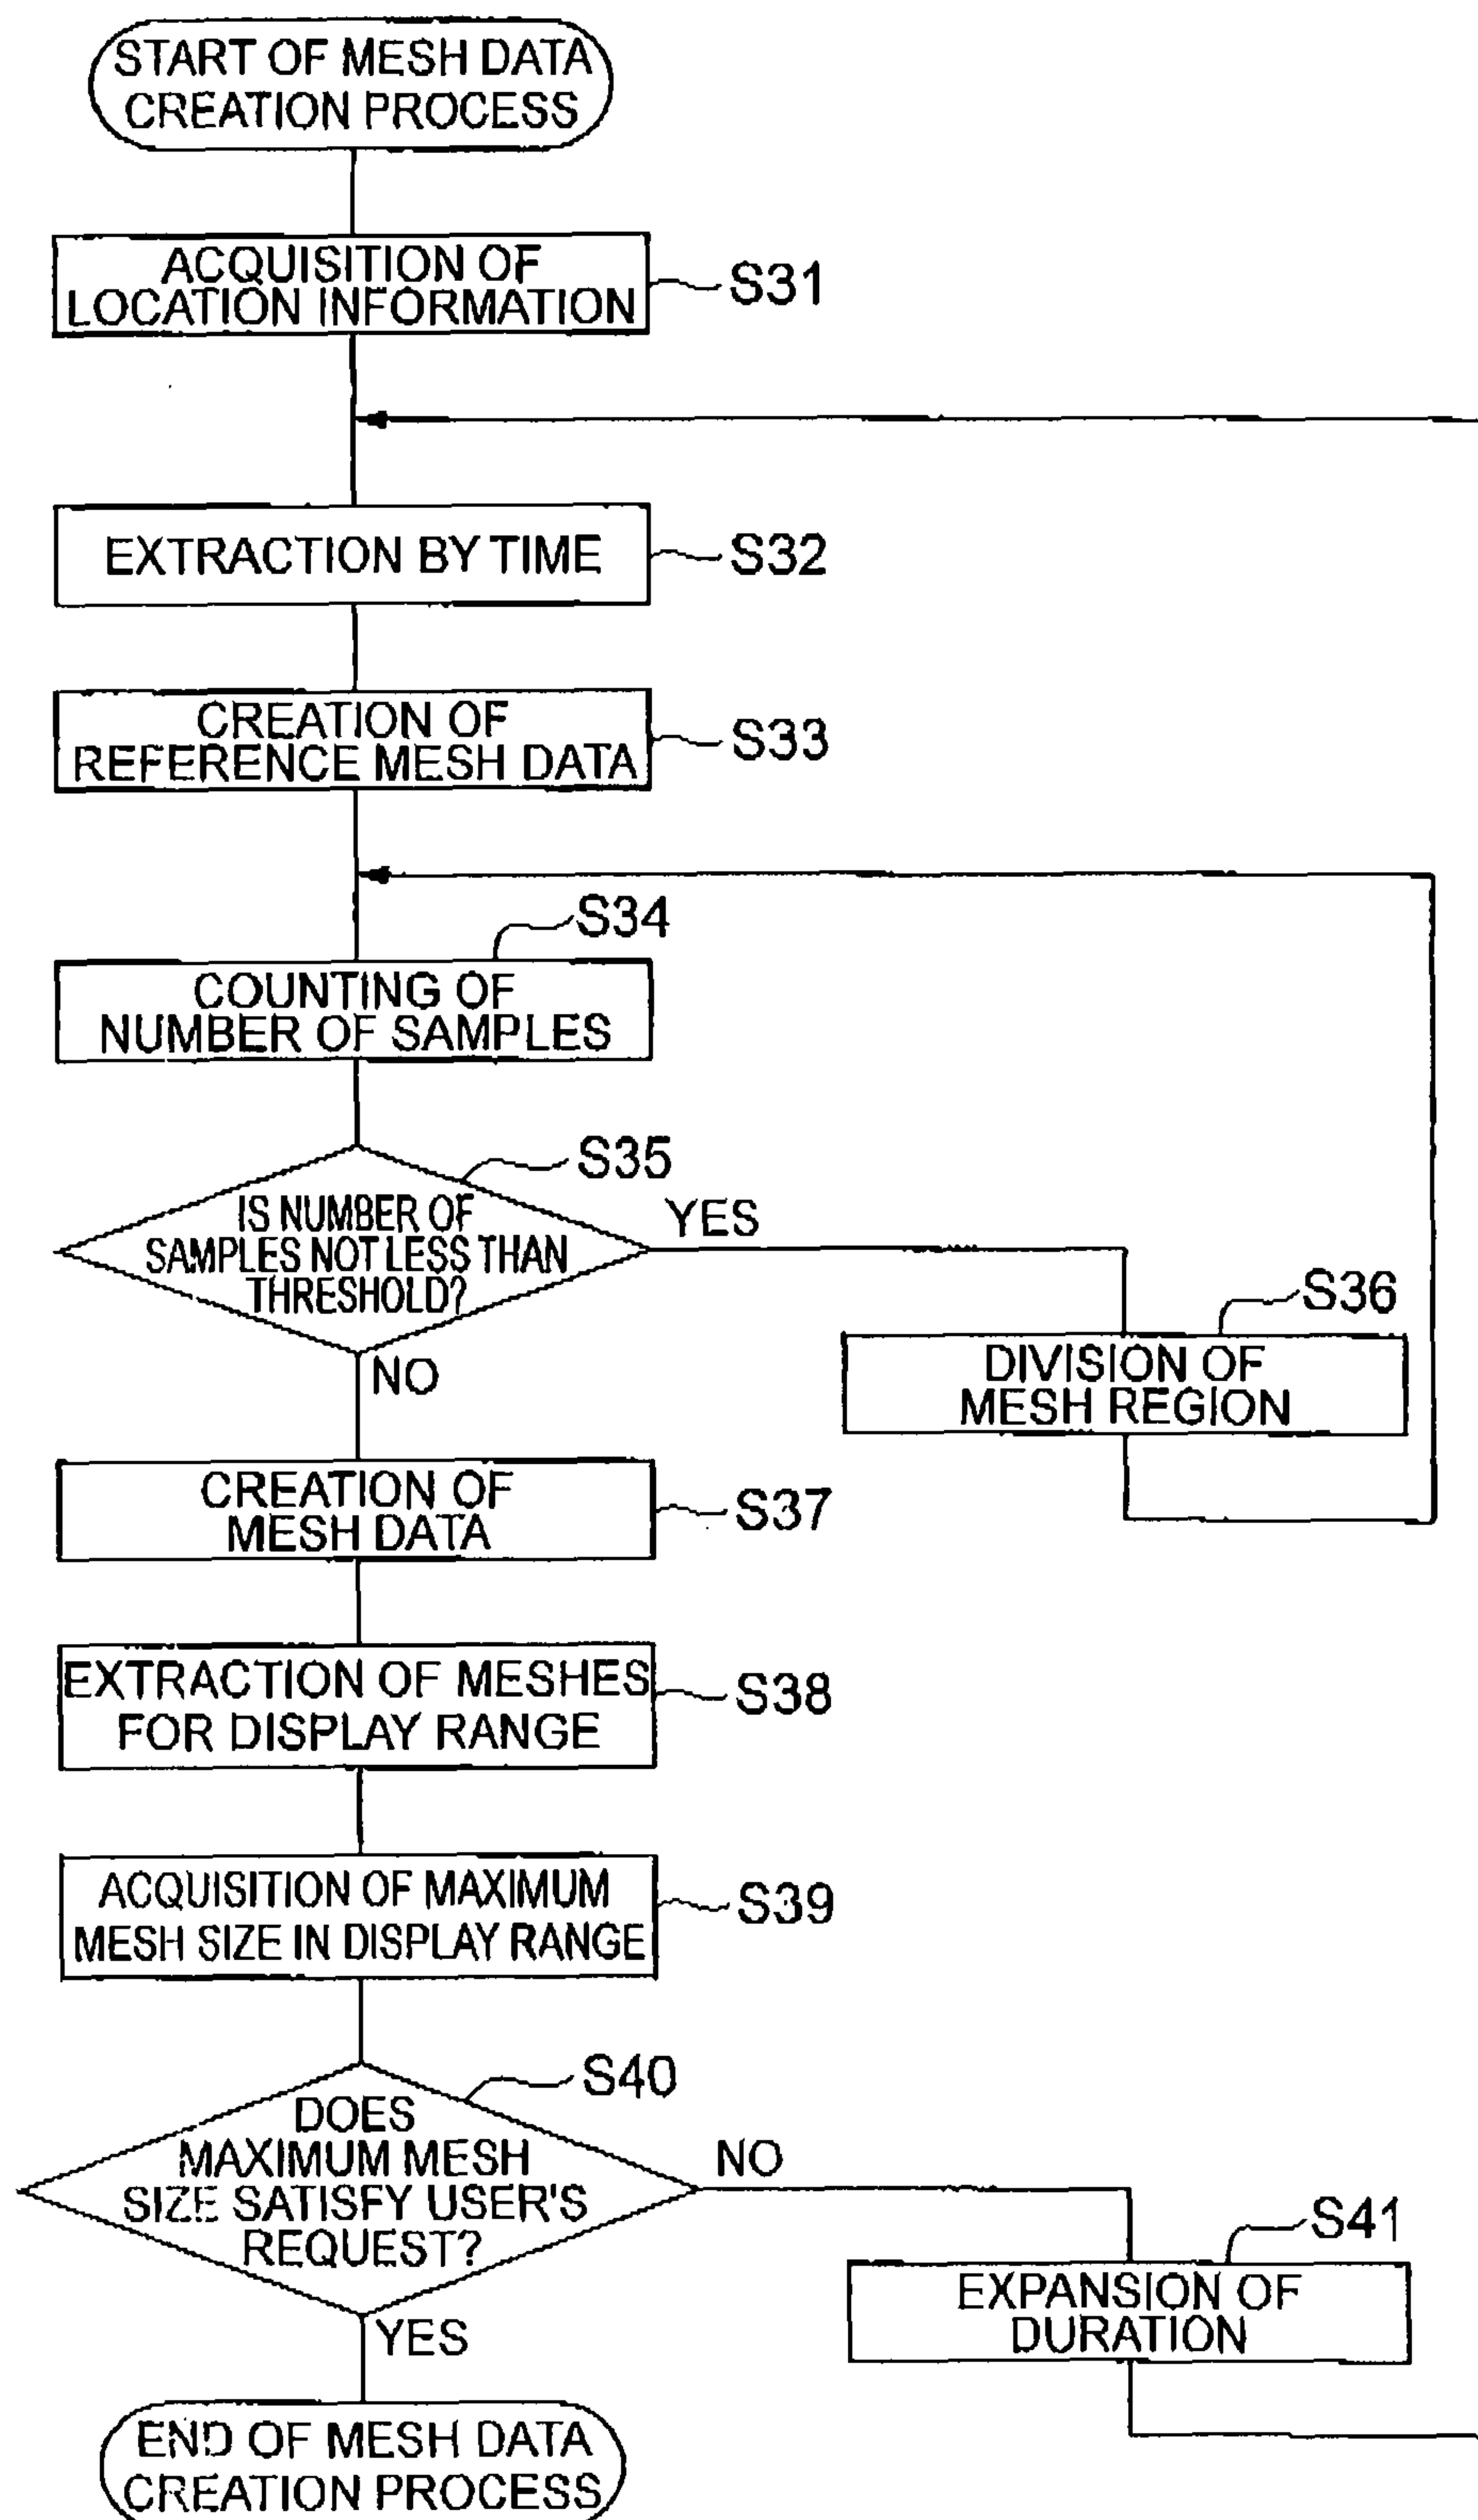 START OF MESH DATA
CREATION PROCESS
ACQUISITION OF
LOCATION INFORMATION
S31
EXTRACTION BY TIME
S32
CREATION OF
REFERENCE MESH DATA
S33
S34
COUNTING OF
NUMBER OF SAMPLES
S35
IS NUMBER OF
SAMPLES NOT LESS THAN
THRESHOLD?
YES
NO
S36
DIVISION OF
MESH REGION
CREATION OF
MESH DATA
S37
EXTRACTION OF MESHES
FOR DISPLAY RANGE
S38
ACQUISITION OF MAXIMUM
MESH SIZE IN DISPLAY RANGE
S39
S40
DOES
MAXIMUM MESH
SIZE SATISFY USER'S
REQUEST?
NO
YES
S41
EXPANSION OF
DURATION
END OF MESH DATA
CREATION PROCESS